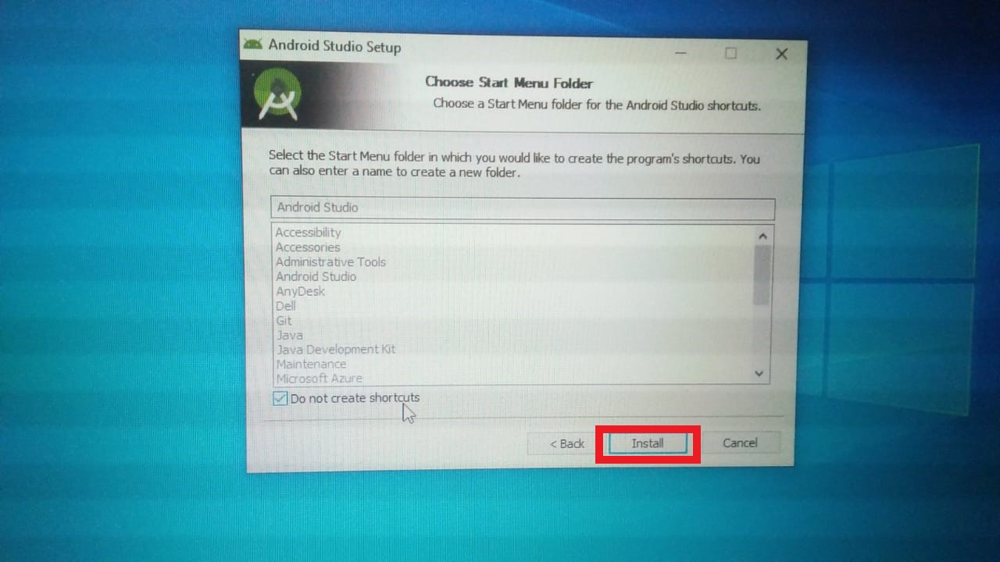 Android Studio Setup
Choose Start Menu Folder
Choose a Start Menu folder for the Android Studio shortcuts.
Select the Start Menu folder in which you would like to create the program's shortcuts. You
can also enter a name to create a new folder.
Android Studio
Accessibility
Accessories
Administrative Tools
Android Studio
AnyDesk
Dell
Git
Java
Java Development Kit
Maintenance
Microsoft Azure
Do not create shortcuts
< Back Install Cancel